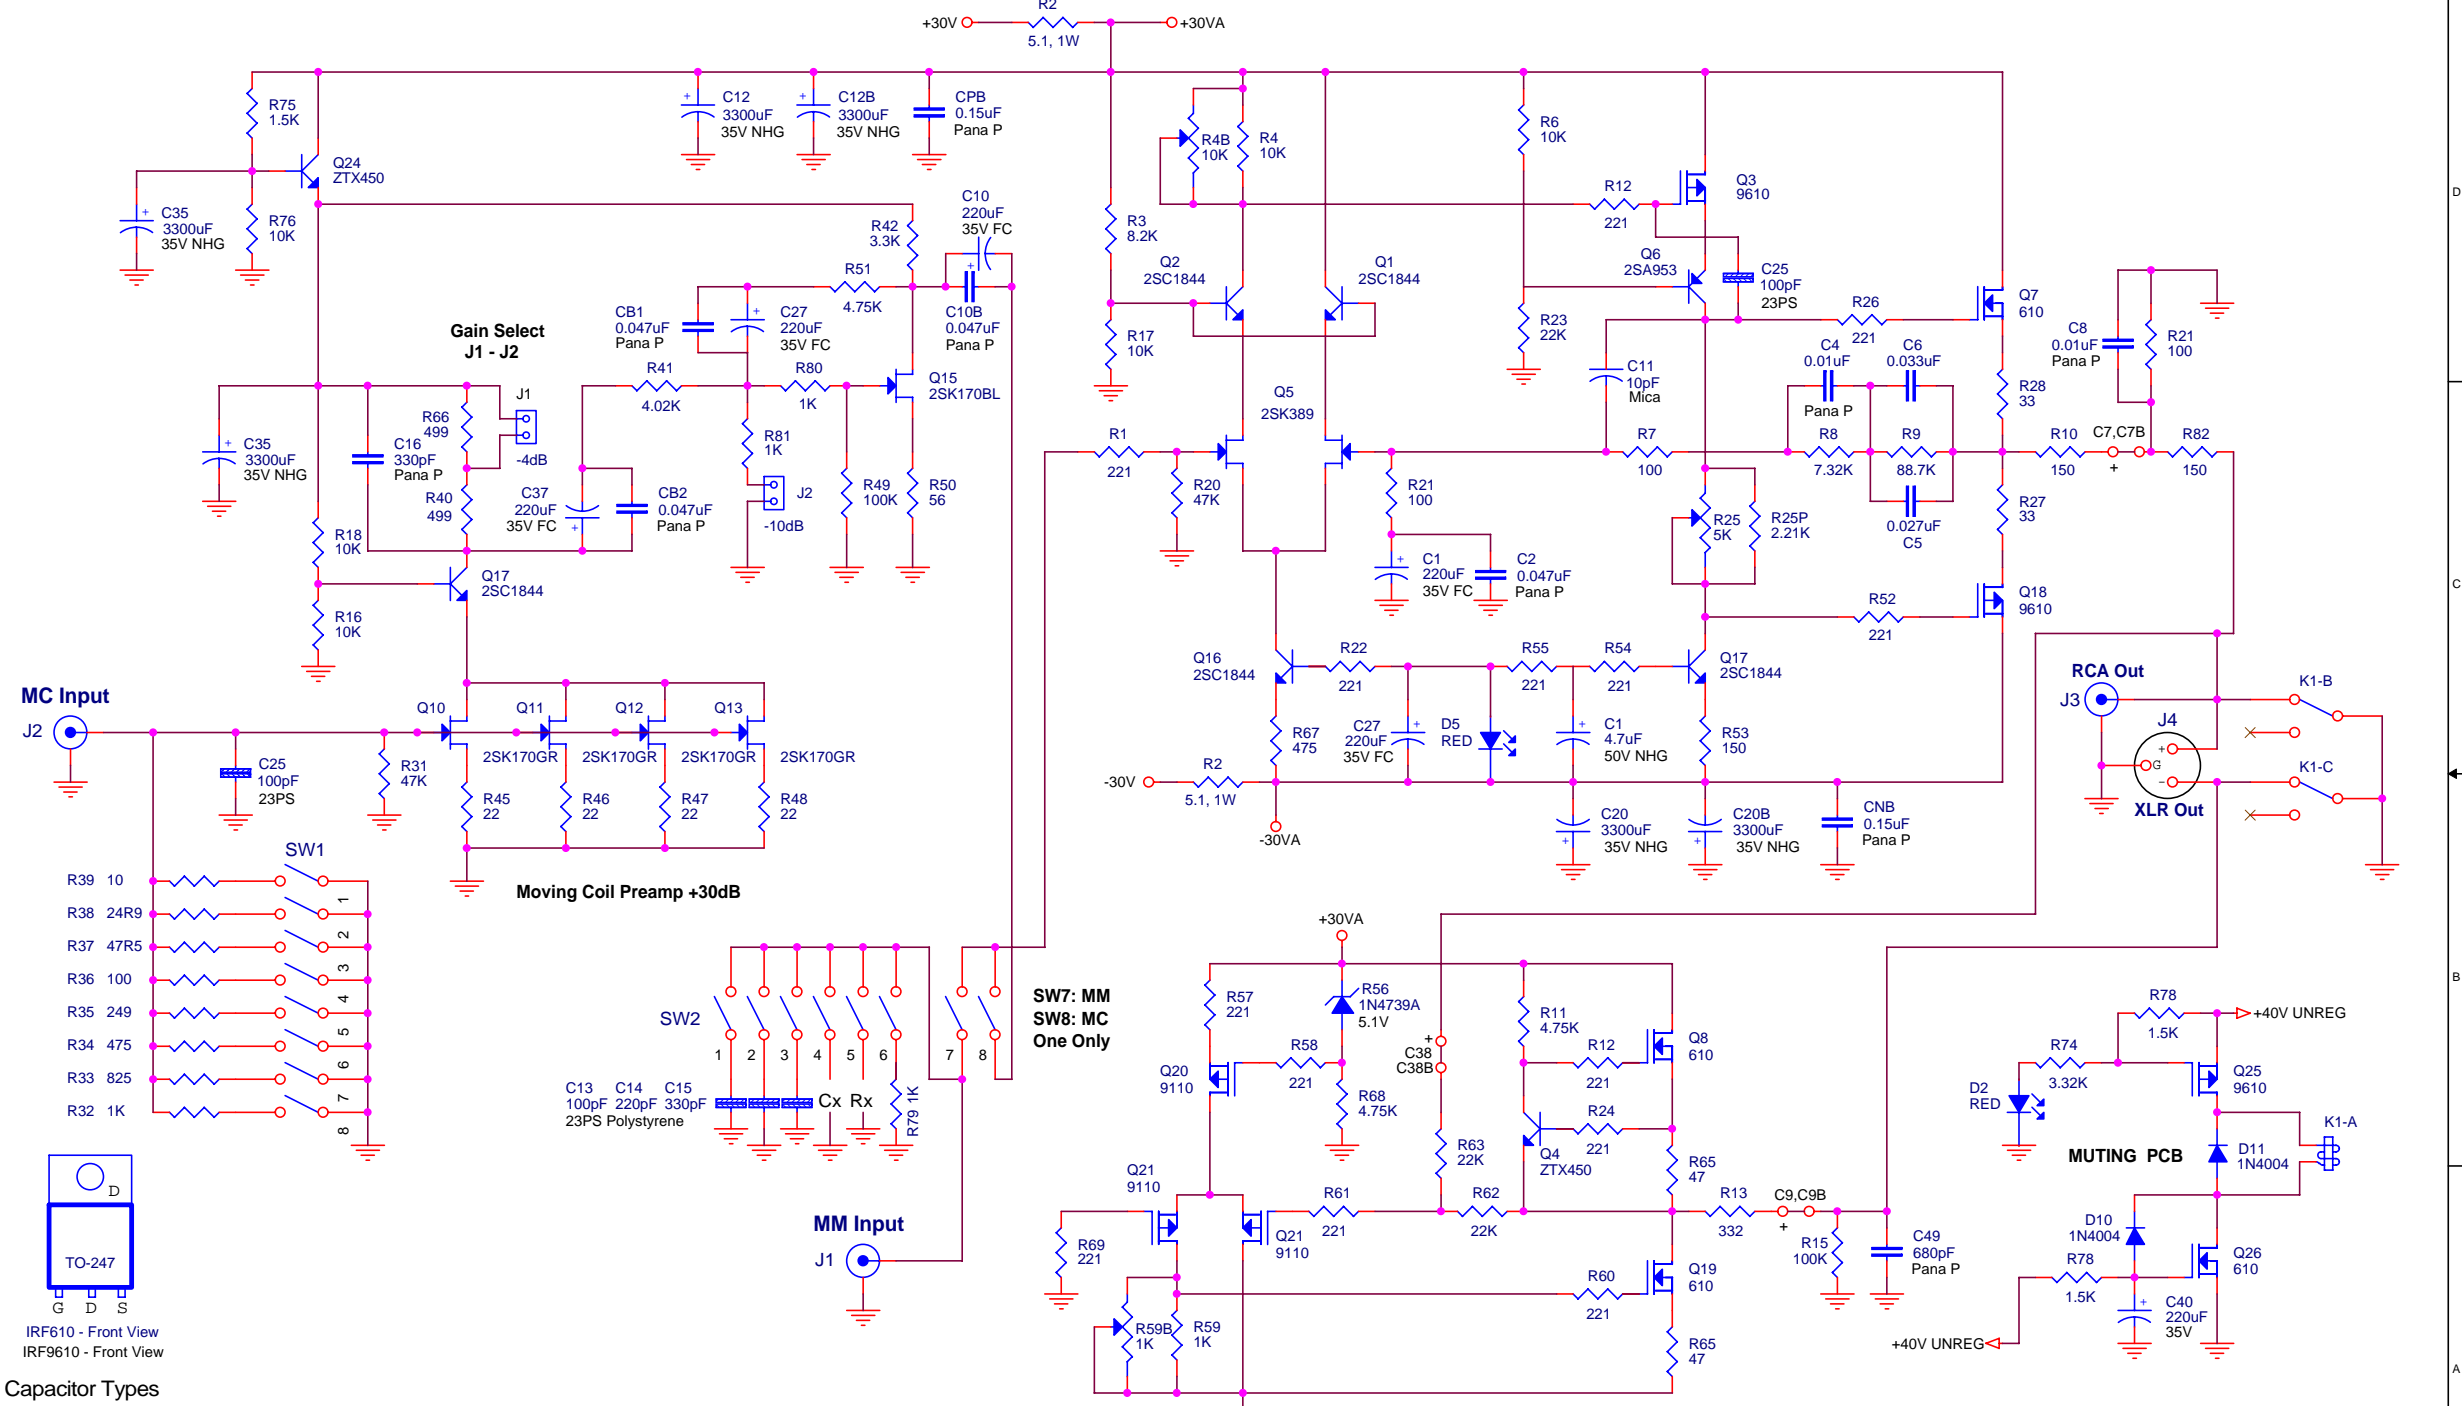 R2
+30V
+30VA
5.1, 1W
R75
1.5K
C12
3300uF
35V NHG
C12B
3300uF
35V NHG
CPB
0.15uF
Pana P
R4B
10K
R4
10K
R6
10K
Q24
ZTX450
C35
3300uF
35V NHG
R76
10K
R42
3.3K
C10
220uF
35V FC
R3
8.2K
R12
221
Q3
9610
D
R51
4.75K
Q2
2SC1844
Q1
2SC1844
Q6
2SA953
C25
100pF
23PS
Gain Select
J1 - J2
CB1
0.047uF
Pana P
C27
220uF
35V FC
C10B
0.047uF
Pana P
R17
10K
R23
22K
R26
221
Q7
610
C8
0.01uF
Pana P
R21
100
C4
0.01uF
Pana P
C6
0.033uF
R41
4.02K
R80
1K
Q15
2SK170BL
Q5
2SK389
C11
10pF
Mica
R28
33
J1
-4dB
R66
499
C35
3300uF
35V NHG
C16
330pF
Pana P
R81
1K
R1
221
R7
100
R8
7.32K
R9
88.7K
R10
150
C7,C7B
+
R82
150
R40
499
C37
220uF
35V FC
CB2
0.047uF
Pana P
J2
-10dB
R49
100K
R50
56
R20
47K
R21
100
R25
5K
R25P
2.21K
0.027uF
C5
R27
33
R18
10K
C1
220uF
35V FC
C2
0.047uF
Pana P
Q17
2SC1844
Q18
9610
C
R16
10K
R52
221
Q16
2SC1844
R22
221
R55
221
R54
221
Q17
2SC1844
RCA Out
J3
K1-B
MC Input
J2
Q10
Q11
Q12
Q13
2SK170GR
2SK170GR
2SK170GR
2SK170GR
R67
475
C27
220uF
35V FC
D5
RED
C1
4.7uF
50V NHG
R53
150
J4
+
G
−
XLR Out
K1-C
C25
100pF
23PS
R31
47K
-30V
R2
5.1, 1W
-30VA
R45
22
R46
22
R47
22
R48
22
C20
3300uF
35V NHG
C20B
3300uF
35V NHG
CNB
0.15uF
Pana P
SW1
Moving Coil Preamp +30dB
R39 10
1
R38 24R9
2
R37 47R5
3
R36 100
4
R35 249
5
R34 475
6
R33 825
7
R32 1K
8
+30VA
SW2
1
2
3
4
5
6
7
8
SW7: MM
SW8: MC
One Only
R57
221
R56
1N4739A
5.1V
R11
4.75K
Q8
610
B
R78
1.5K
+40V UNREG
+
C38
C38B
R58
221
R12
221
R74
3.32K
Q20
9110
R68
4.75K
Q25
9610
D2
RED
C13
100pF
C14
220pF
C15
330pF
23PS Polystyrene
Cx
Rx
R79 1K
R24
221
K1-A
R63
22K
Q4
ZTX450
R65
47
MUTING PCB
D11
1N4004
D
TO-247
G D S
IRF610 - Front View
IRF9610 - Front View
MM Input
J1
Q21
9110
R61
221
R62
22K
R13
332
C9,C9B
+
R69
221
Q21
9110
R15
100K
C49
680pF
Pana P
D10
1N4004
R78
1.5K
Q26
610
R60
221
Q19
610
C40
220uF
35V
R59B
1K
R59
1K
R65
47
+40V UNREG
A
Capacitor Types